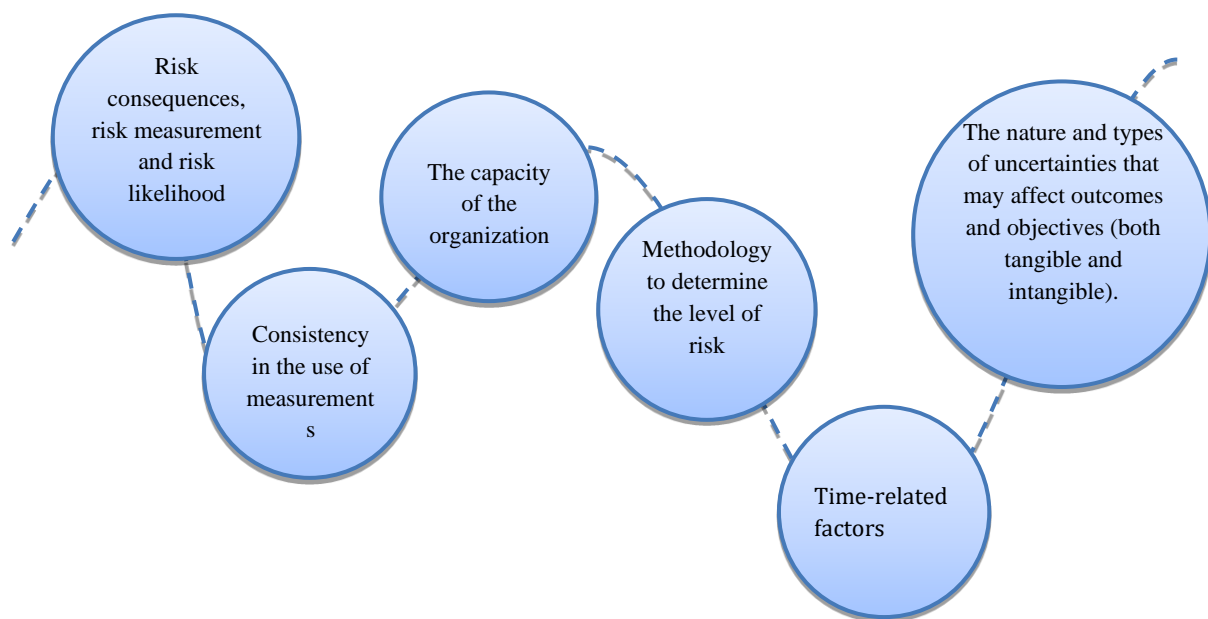 Risk
consequences,
risk measurement
and risk
likelihood
Consistency
in the use of
measurement
s
The capacity
of the
organization
Methodology
to determine
the level of
risk
Time-related
factors
The nature and types
of uncertainties that
may affect outcomes
and objectives (both
tangible and
intangible).